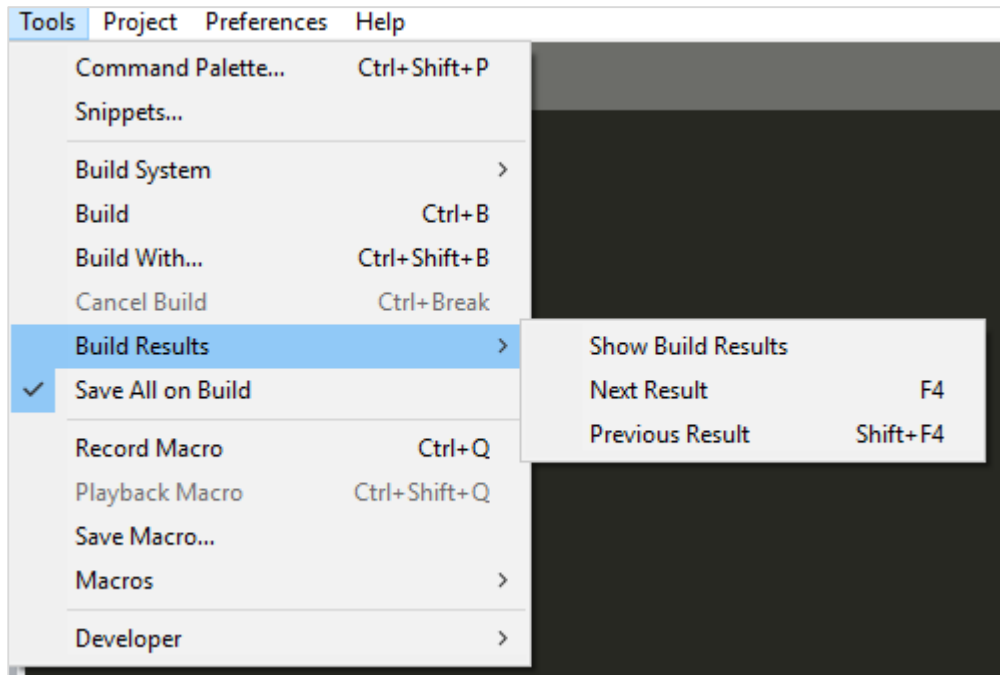 Tools Project Preferences Help
Command Palette... Ctrl+Shift+P
Snippets...
Build System
Build Ctrl+B
Build With... Ctrl+Shift+B
Cancel Build Ctrl+Break
Build Results
Save All on Build
Record Macro Ctrl+Q
Playback Macro Ctrl+Shift+Q
Save Macro...
Macros
Developer
Show Build Results
Next Result F4
Previous Result Shift+F4